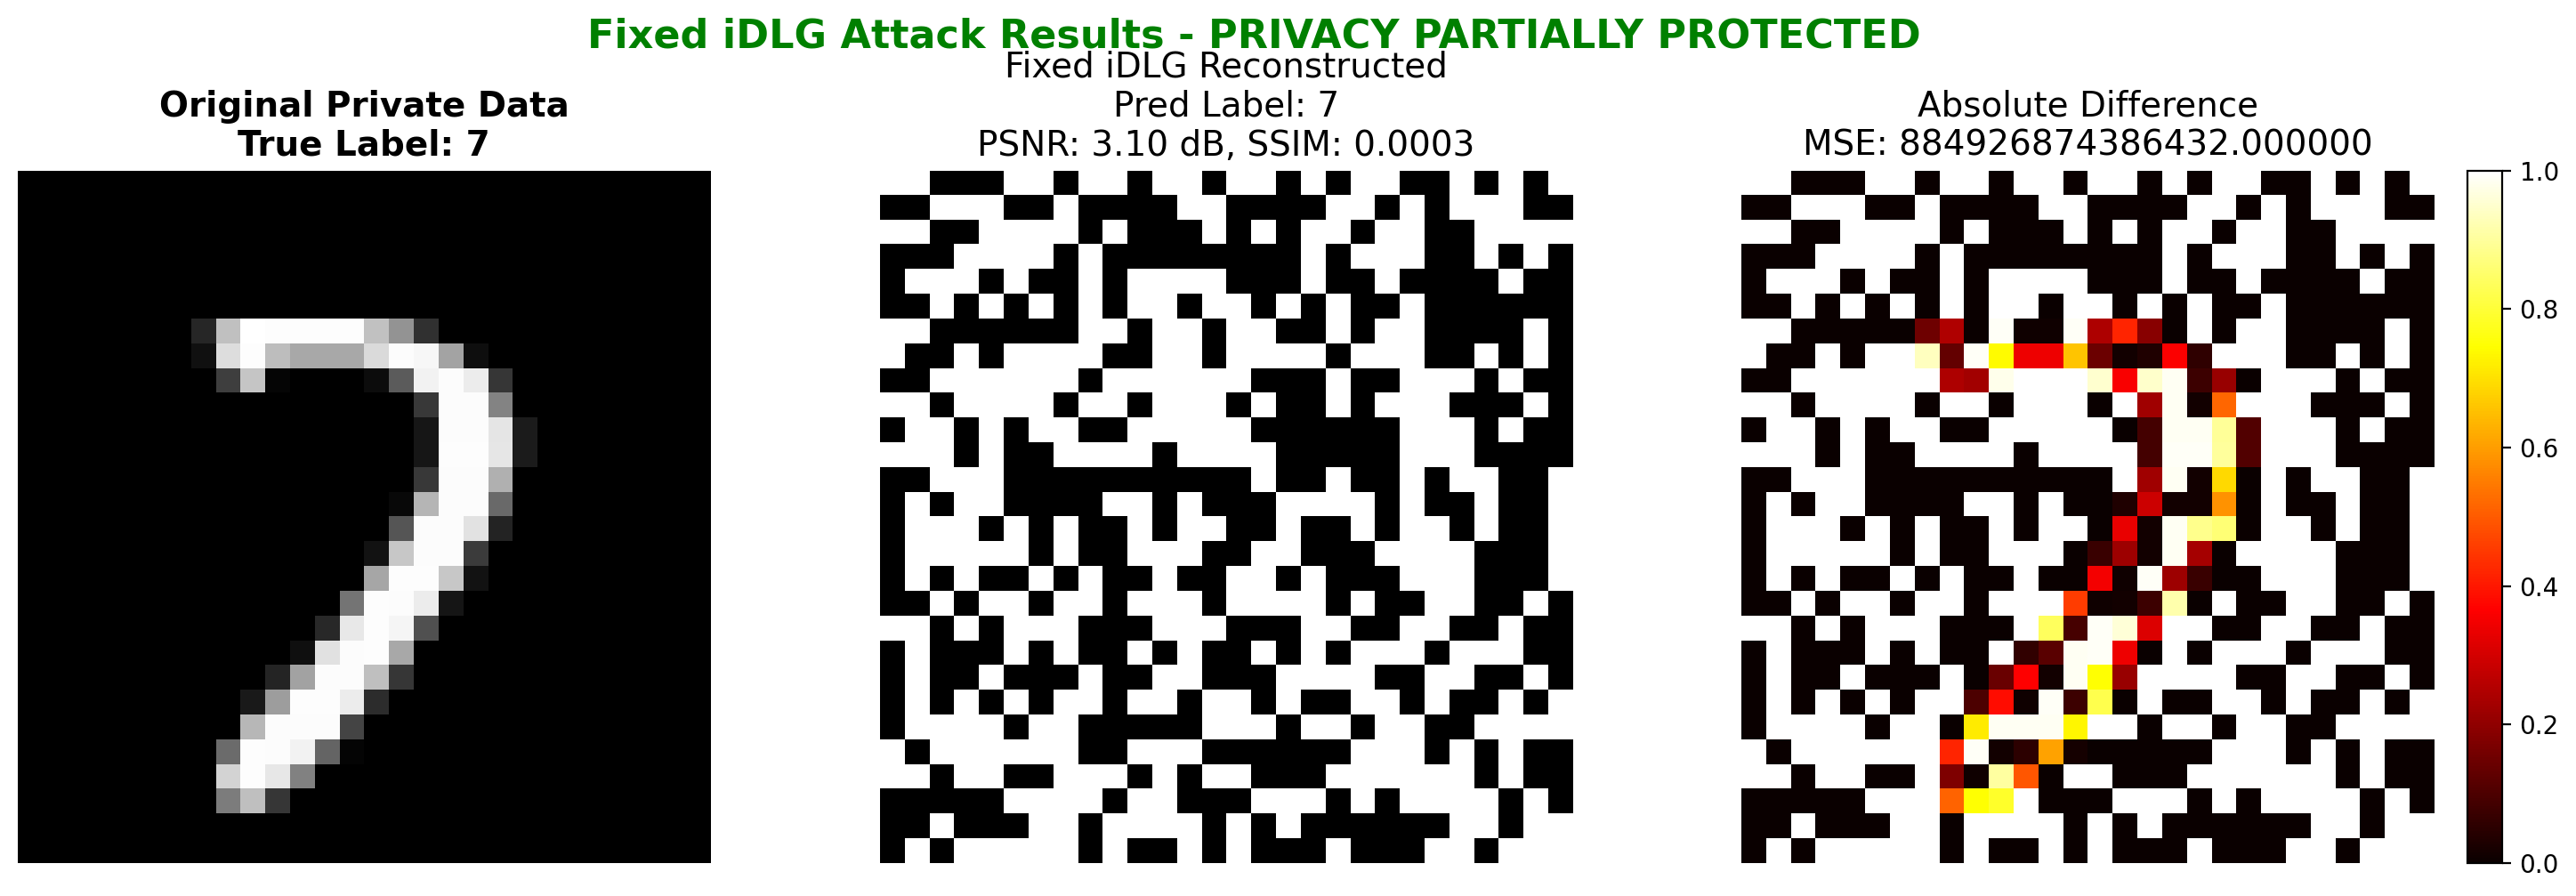 Fixed iDLG Attack Results - PRIVACY PARTIALLY PROTECTED
Original Private Data
True Label: 7
Fixed iDLG Reconstructed
Pred Label: 7
PSNR: 3.10 dB, SSIM: 0.0003
Absolute Difference
MSE: 884926874386432.000000
1.0
0.8
0.6
0.4
0.2
0.0
7